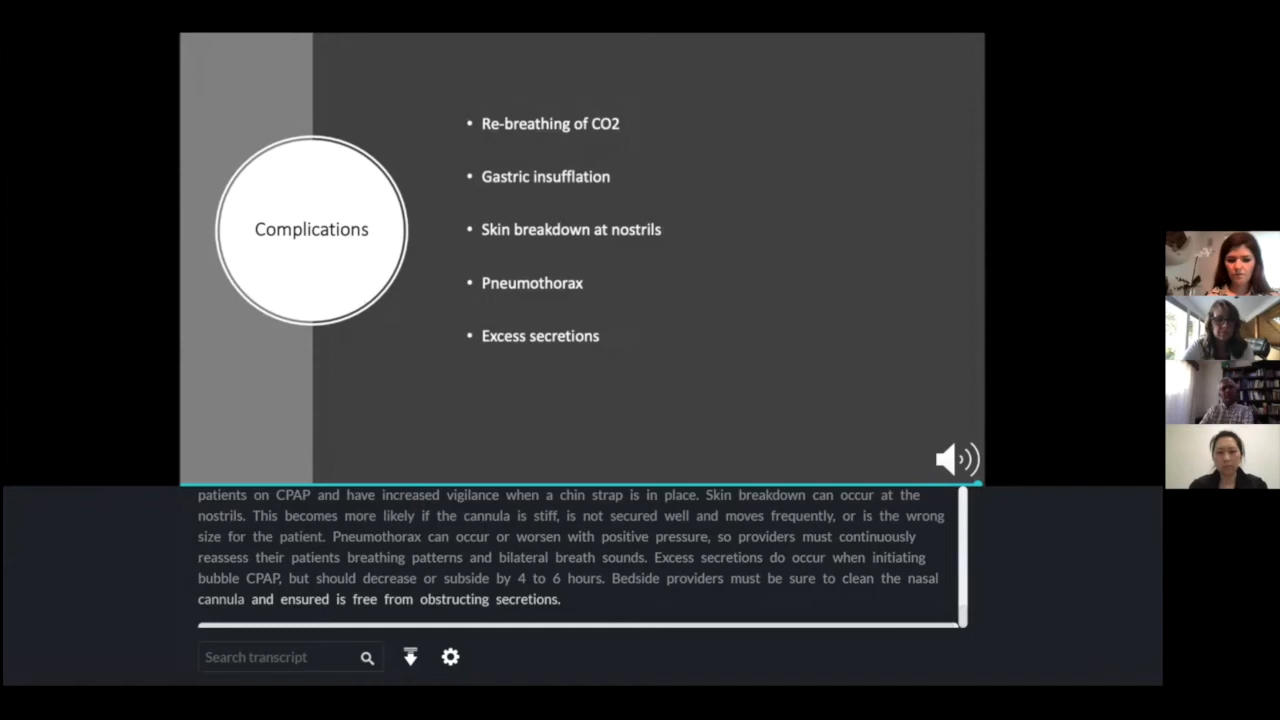 Complications
• Re-breathing of CO2
• Gastric insufflation
• Skin breakdown at nostrils
• Pneumothorax
• Excess secretions
patients on CPAP and have increased vigilance when a chin strap is in place. Skin breakdown can occur at the
nostrils. This becomes more likely if the cannula is stiff, is not secured well and moves frequently, or is the wrong
size for the patient. Pneumothorax can occur or worsen with positive pressure, so providers must continuously
reassess their patients breathing patterns and bilateral breath sounds. Excess secretions do occur when initiating
bubble CPAP, but should decrease or subside by 4 to 6 hours. Bedside providers must be sure to clean the nasal
cannula and ensured is free from obstructing secretions.
Search transcript